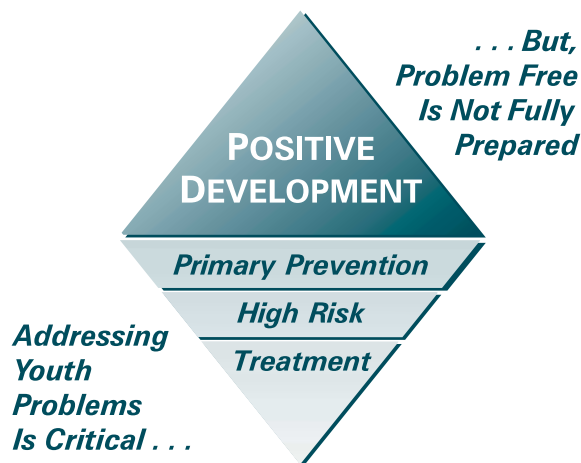 . . . But,
Problem Free
Is Not Fully
Prepared
POSITIVE
DEVELOPMENT
Primary Prevention
High Risk
Treatment
Addressing
Youth
Problems
Is Critical . . .